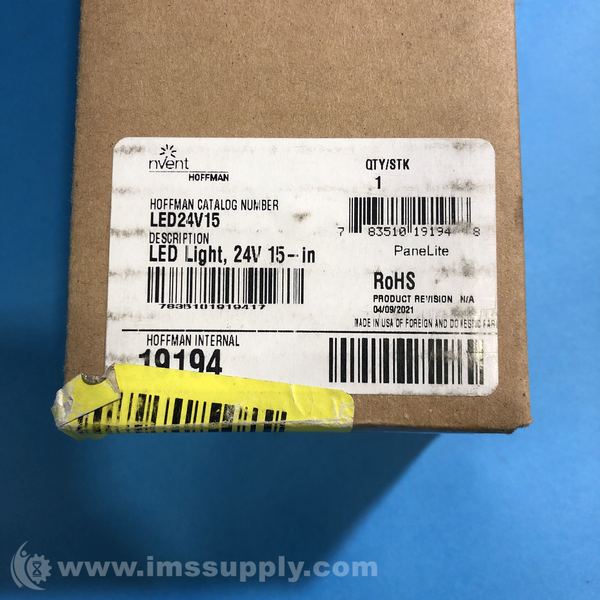 nvent
HOFFMAN
QTY/STK
1
HOFFMAN CATALOG NUMBER
LED24V15
DESCRIPTION
LED Light, 24V 15-in
7835101919417
7 83510 19194 8
PaneLite
RoHS
PRODUCT REVISION N/A
04/09/2021
MADE IN USA OF FOREIGN AND DOMESTIC PAR
HOFFMAN INTERNAL
19194
www.imssupply.com